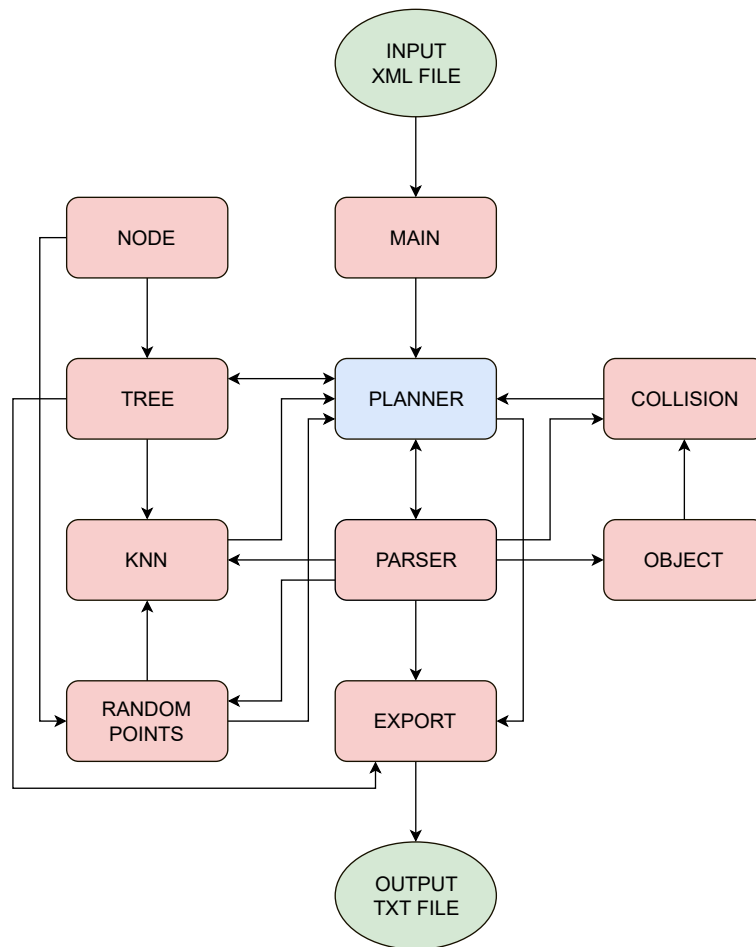 INPUT
XML FILE
NODE
MAIN
TREE
PLANNER
COLLISION
KNN
PARSER
OBJECT
RANDOM
POINTS
EXPORT
OUTPUT
TXT FILE